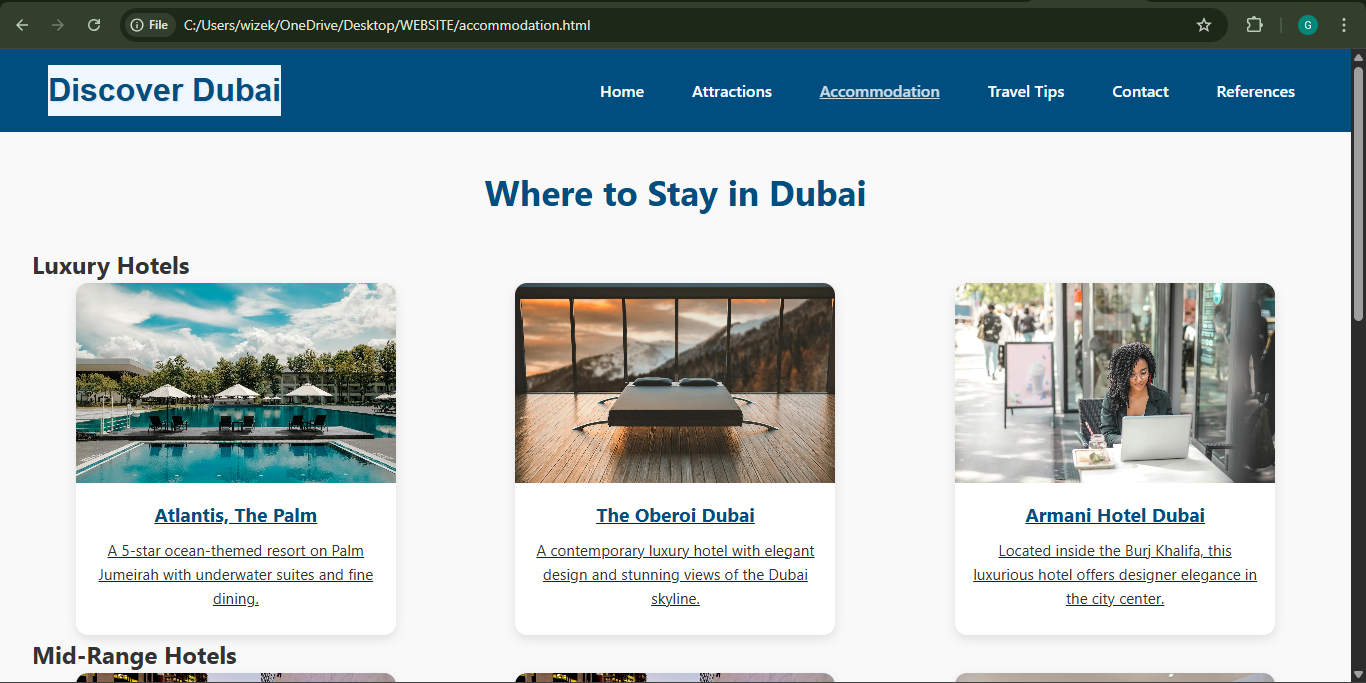 File C:/Users/wizek/OneDrive/Desktop/WEBSITE/accommodation.html G
Discover Dubai Home Attractions Accommodation Travel Tips Contact References
Where to Stay in Dubai
Luxury Hotels
Atlantis, The Palm
A 5-star ocean-themed resort on Palm
Jumeirah with underwater suites and fine
dining.
The Oberoi Dubai
A contemporary luxury hotel with elegant
design and stunning views of the Dubai
skyline.
Armani Hotel Dubai
Located inside the Burj Khalifa, this
luxurious hotel offers designer elegance in
the city center.
Mid-Range Hotels